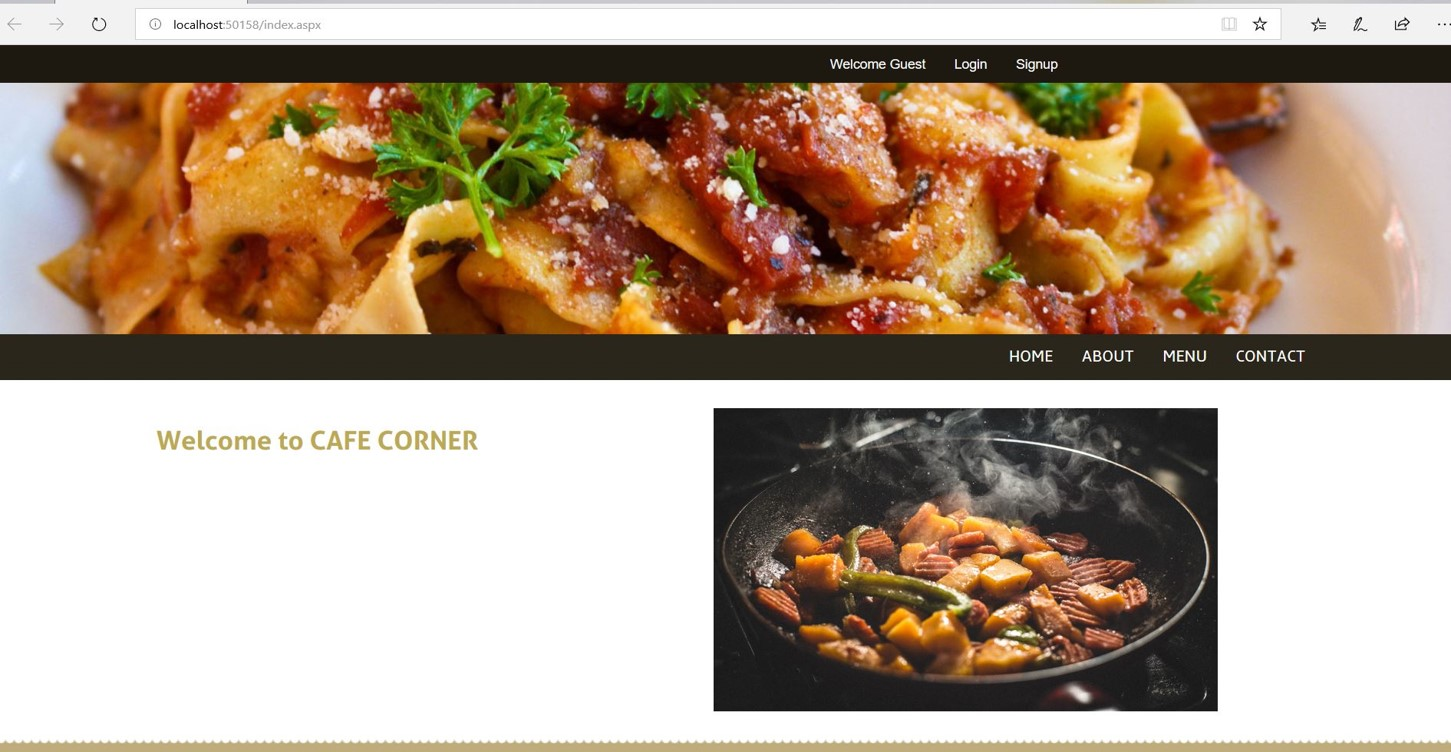 localhost:50158/index.aspx
Welcome Guest Login Signup
HOME ABOUT MENU CONTACT
Welcome to CAFE CORNER